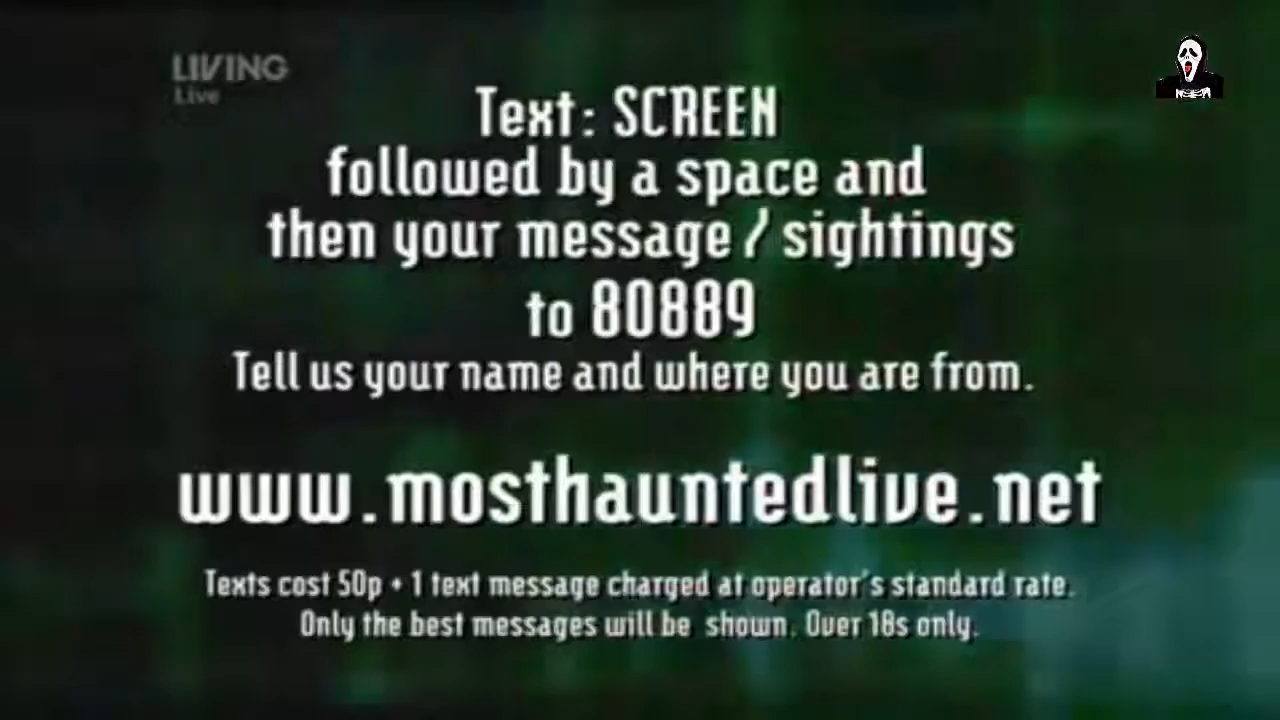 LIVING
Live
Text: SCREEN
followed by a space and
then your message / sightings
to 80889
Tell us your name and where you are from.
www.mosthauntedlive.net
Texts cost 50p + 1 text message charged at operator's standard rate.
Only the best messages will be shown. Over 18s only.